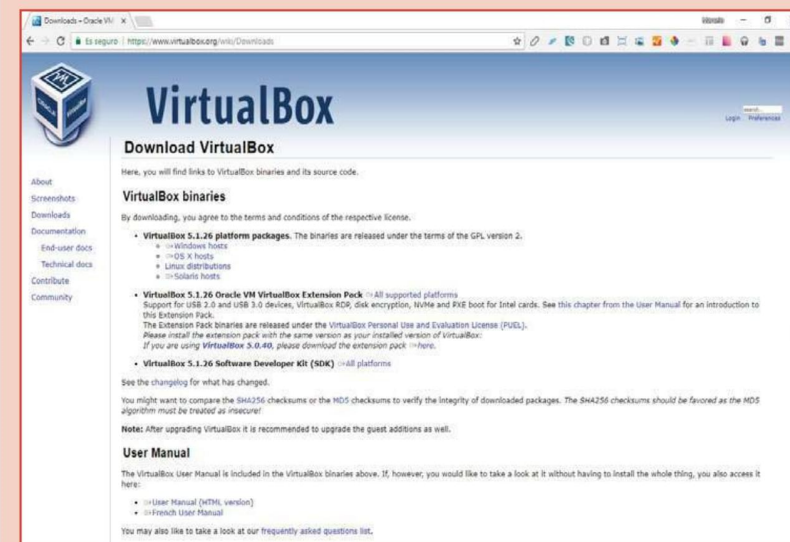 Downloads – Oracle VM
Es seguro | https://www.virtualbox.org/wiki/Downloads
ORACLE
VM
VirtualBox
VirtualBox
search...
Login Preferences
Download VirtualBox
About
Screenshots
Downloads
Documentation
End-user docs
Technical docs
Contribute
Community
Here, you will find links to VirtualBox binaries and its source code.
VirtualBox binaries
By downloading, you agree to the terms and conditions of the respective license.
• VirtualBox 5.1.26 platform packages. The binaries are released under the terms of the GPL version 2.
Windows hosts
OS X hosts
Linux distributions
Solaris hosts
• VirtualBox 5.1.26 Oracle VM VirtualBox Extension Pack All supported platforms
Support for USB 2.0 and USB 3.0 devices, VirtualBox RDP, disk encryption, NVMe and PXE boot for Intel cards. See this chapter from the User Manual for an introduction to
this Extension Pack.
The Extension Pack binaries are released under the VirtualBox Personal Use and Evaluation License (PUEL).
Please install the extension pack with the same version as your installed version of VirtualBox:
If you are using VirtualBox 5.0.40, please download the extension pack here.
• VirtualBox 5.1.26 Software Developer Kit (SDK) All platforms
See the changelog for what has changed.
You might want to compare the SHA256 checksums or the MD5 checksums to verify the integrity of downloaded packages. The SHA256 checksums should be favored as the MD5
algorithm must be treated as insecure!
Note: After upgrading VirtualBox it is recommended to upgrade the guest additions as well.
User Manual
The VirtualBox User Manual is included in the VirtualBox binaries above. If, however, you would like to take a look at it without having to install the whole thing, you also access it
here:
• User Manual (HTML version)
• French User Manual
You may also like to take a look at our frequently asked questions list.